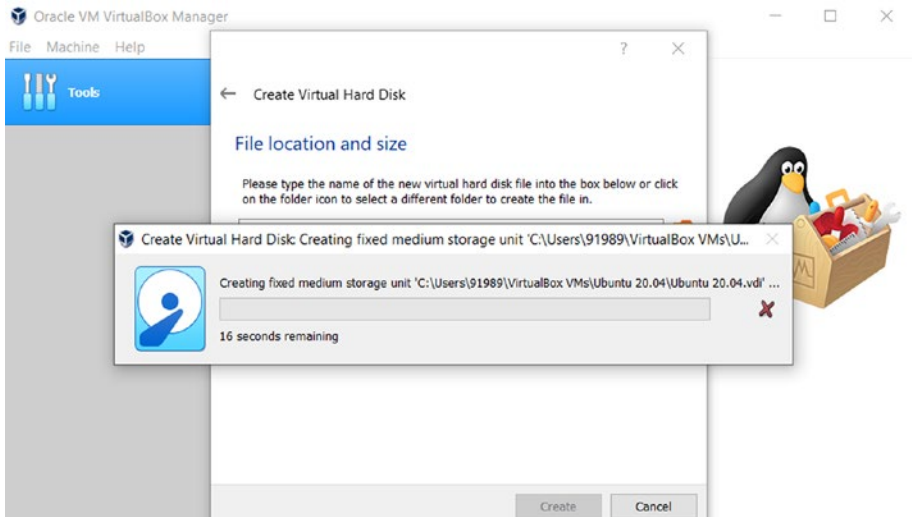 Oracle VM VirtualBox Manager
File Machine Help
?
Tools
Create Virtual Hard Disk
File location and size
Please type the name of the new virtual hard disk file into the box below or click
on the folder icon to select a different folder to create the file in.
Create Virtual Hard Disk: Creating fixed medium storage unit 'C:\Users\91989\VirtualBox VMs\U...
Creating fixed medium storage unit 'C:\Users\91989\VirtualBox VMs\Ubuntu 20.04\Ubuntu 20.04.vdi' ...
16 seconds remaining
Create Cancel